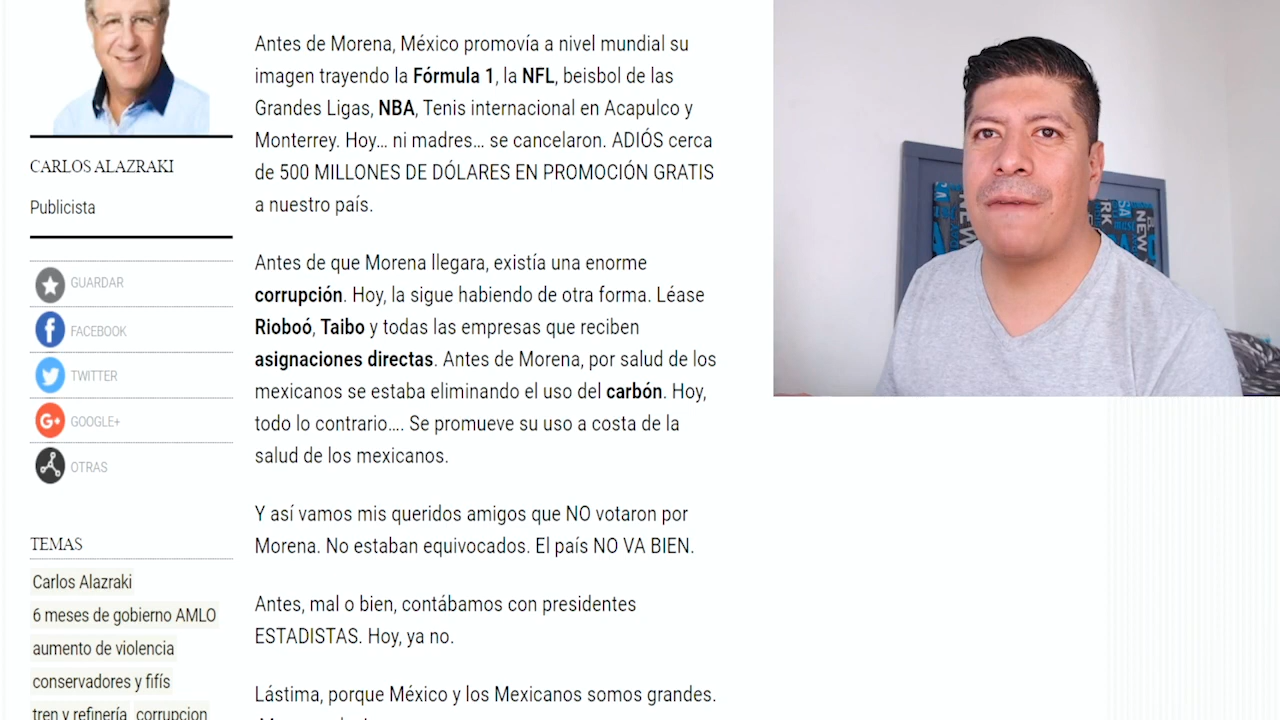 CARLOS ALAZRAKI
Publicista
GUARDAR
FACEBOOK
TWITTER
GOOGLE+
OTRAS
TEMAS
Carlos Alazraki
6 meses de gobierno AMLO
aumento de violencia
conservadores y fifís
tren y refinería corrupcion
Antes de Morena, México promovía a nivel mundial su
imagen trayendo la Fórmula 1, la NFL, beisbol de las
Grandes Ligas, NBA, Tenis internacional en Acapulco y
Monterrey. Hoy… ni madres… se cancelaron. ADIÓS cerca
de 500 MILLONES DE DÓLARES EN PROMOCIÓN GRATIS
a nuestro país.
Antes de que Morena llegara, existía una enorme
corrupción. Hoy, la sigue habiendo de otra forma. Léase
Rioboó, Taibo y todas las empresas que reciben
asignaciones directas. Antes de Morena, por salud de los
mexicanos se estaba eliminando el uso del carbón. Hoy,
todo lo contrario…. Se promueve su uso a costa de la
salud de los mexicanos.
Y así vamos mis queridos amigos que NO votaron por
Morena. No estaban equivocados. El país NO VA BIEN.
Antes, mal o bien, contábamos con presidentes
ESTADISTAS. Hoy, ya no.
Lástima, porque México y los Mexicanos somos grandes.
NEW
RK
SA
NEW